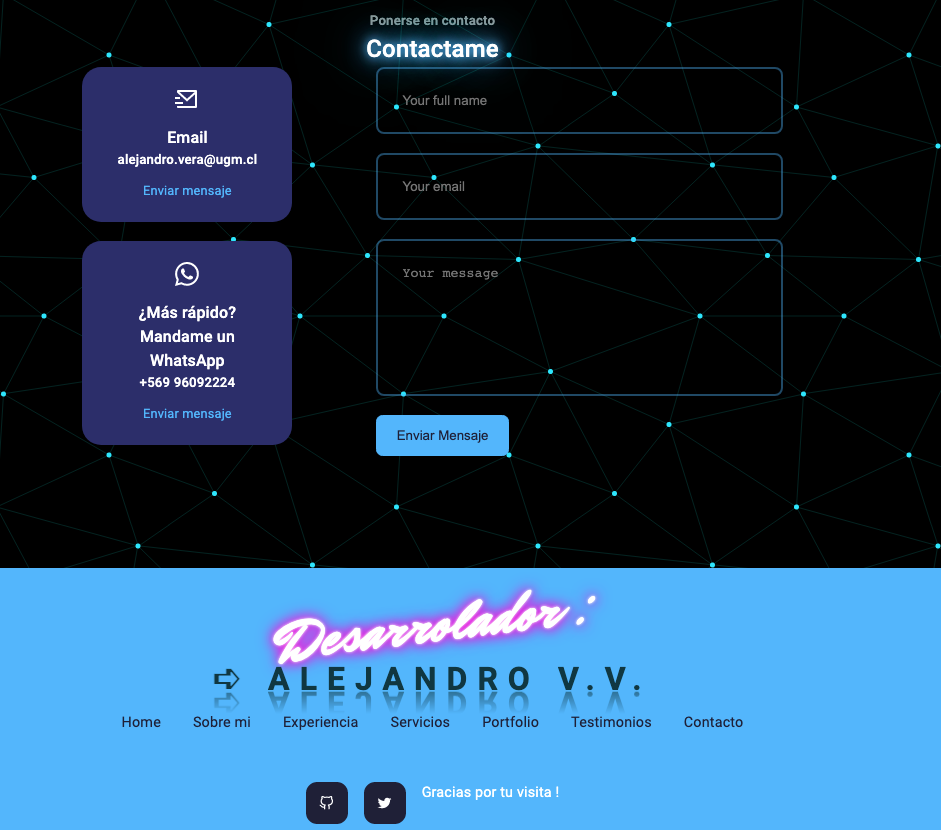 Ponerse en contacto
Contactame
Email
alejandro.vera@ugm.cl
Enviar mensaje
¿Más rápido?
Mandame un
WhatsApp
+569 96092224
Enviar mensaje
Your full name
Your email
Your message
Enviar Mensaje
Desarrolador :
➩ ALEJANDRO V.V.
Home Sobre mi Experiencia Servicios Portfolio Testimonios Contacto
Gracias por tu visita !